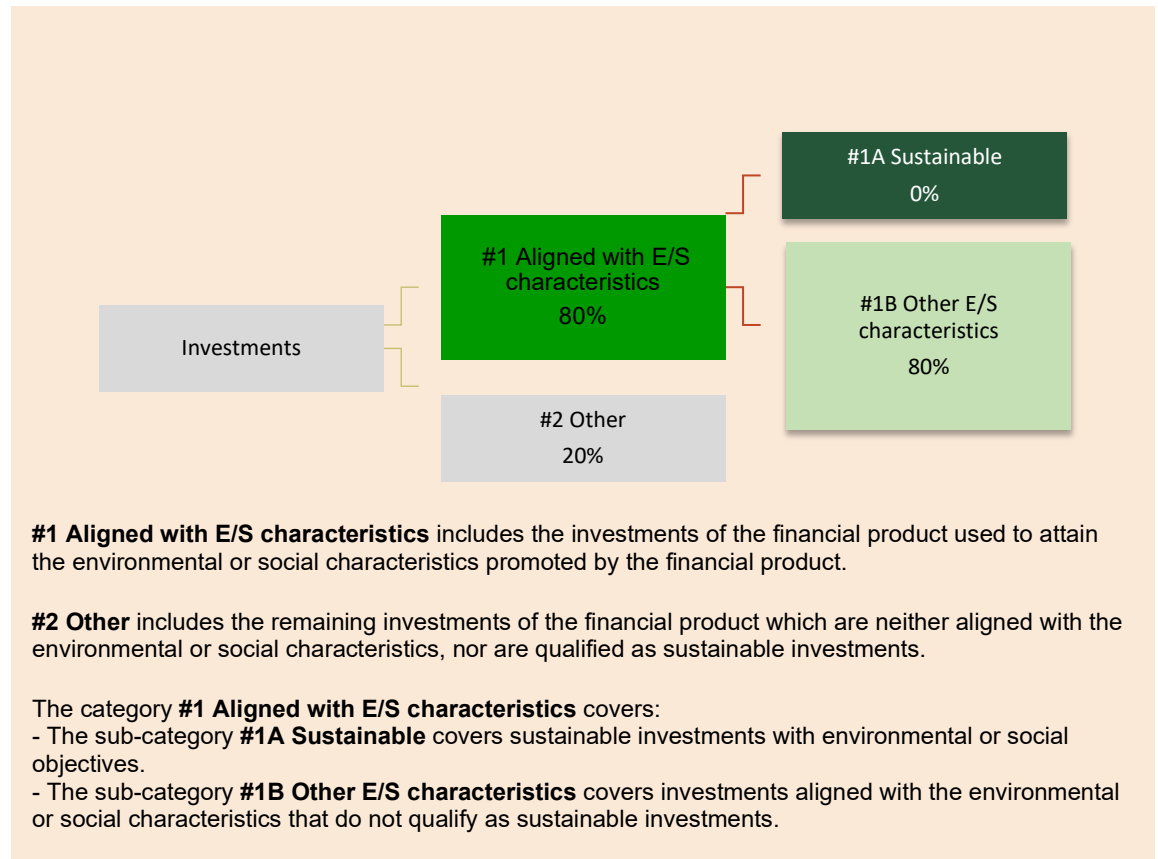 #1A Sustainable
0%
#1 Aligned with E/S
characteristics
80%
#1B Other E/S
characteristics
80%
Investments
#2 Other
20%
#1 Aligned with E/S characteristics includes the investments of the financial product used to attain
the environmental or social characteristics promoted by the financial product.
#2 Other includes the remaining investments of the financial product which are neither aligned with the
environmental or social characteristics, nor are qualified as sustainable investments.
The category #1 Aligned with E/S characteristics covers:
- The sub-category #1A Sustainable covers sustainable investments with environmental or social
objectives.
- The sub-category #1B Other E/S characteristics covers investments aligned with the environmental
or social characteristics that do not qualify as sustainable investments.